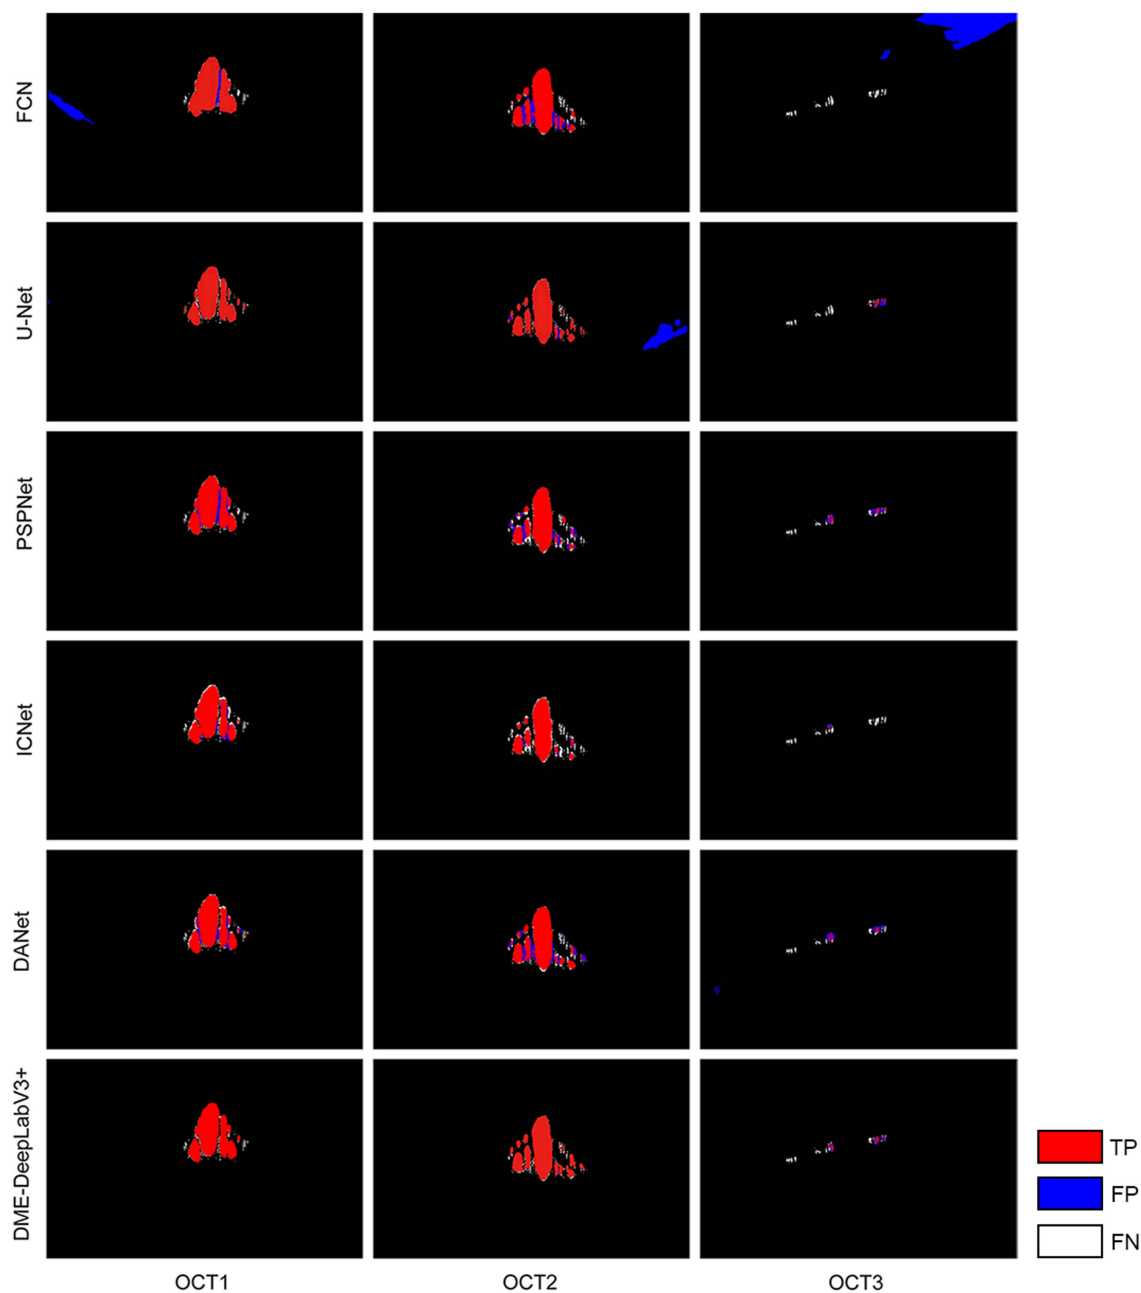 FCN
U-Net
PSPNet
ICNet
DANet
DME-DeepLabV3+
OCT1
OCT2
OCT3
TP
FP
FN